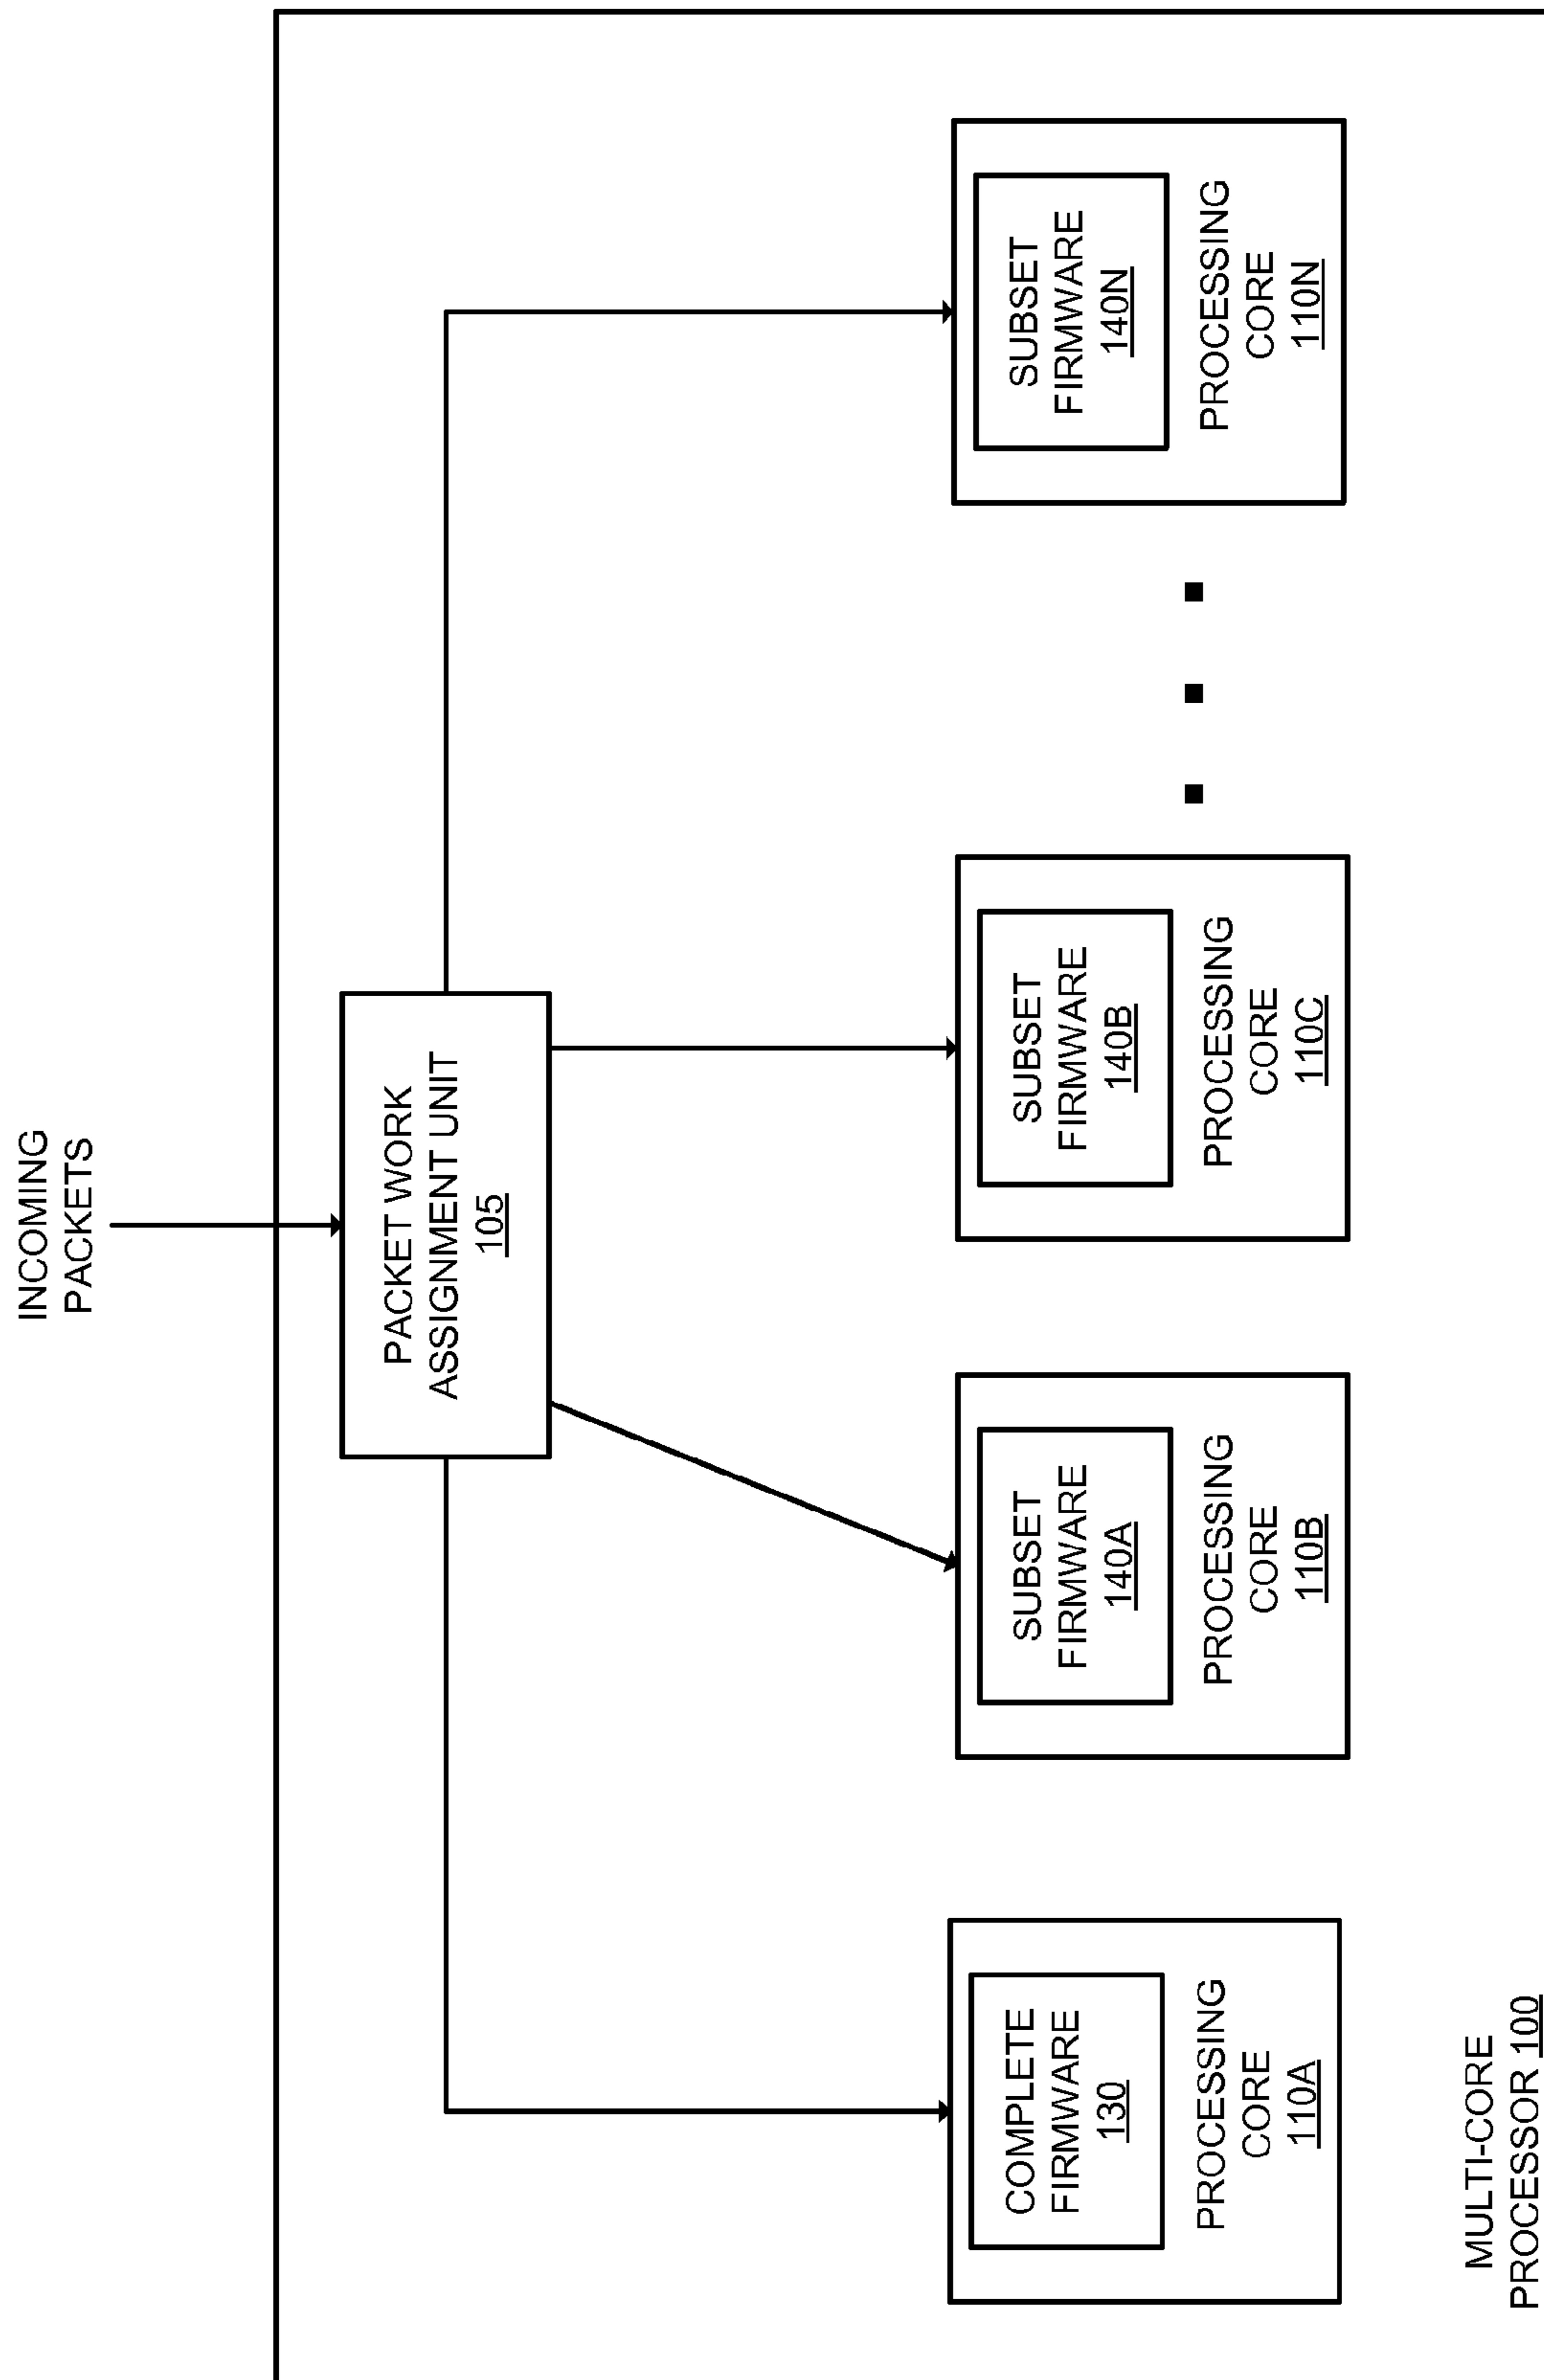 INCOMING
PACKETS
PACKET WORK
ASSIGNMENT UNIT
105
COMPLETE
FIRMWARE
130
PROCESSING
CORE
110A
SUBSET
FIRMWARE
140A
PROCESSING
CORE
110B
SUBSET
FIRMWARE
140B
PROCESSING
CORE
110C
SUBSET
FIRMWARE
140N
PROCESSING
CORE
110N
MULTI-CORE
PROCESSOR 100